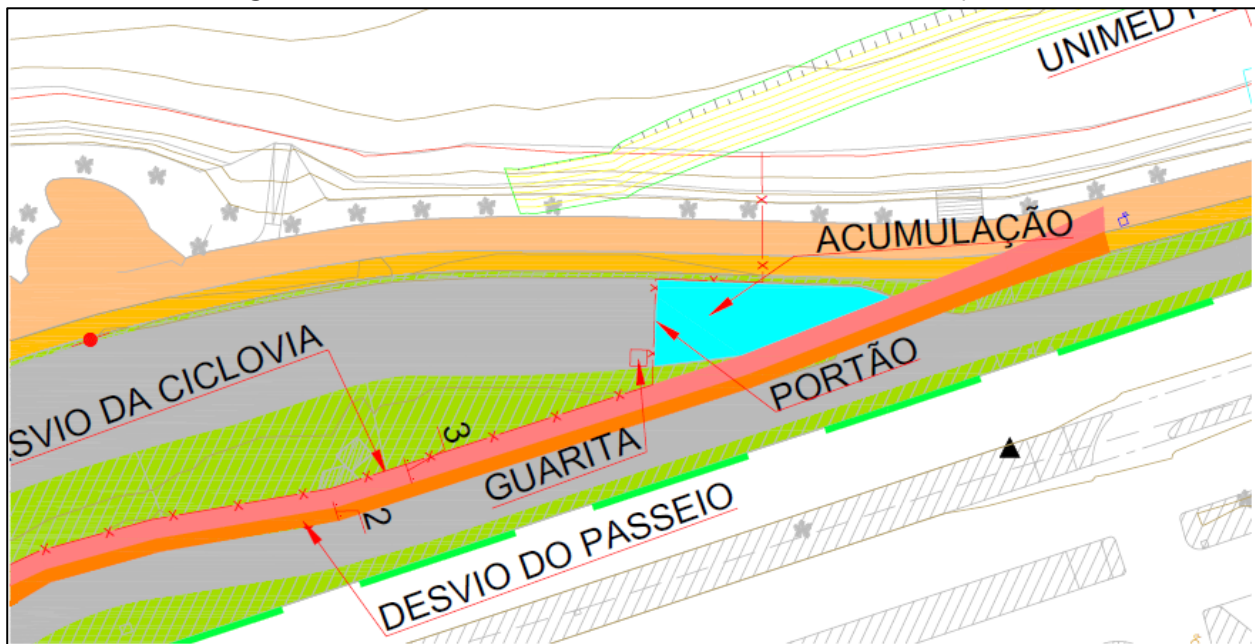 UNIMED
ACUMULAÇÃO
SVIO DA CICLOVIA
PORTÃO
3
GUARITA
2
DESVIO DO PASSEIO